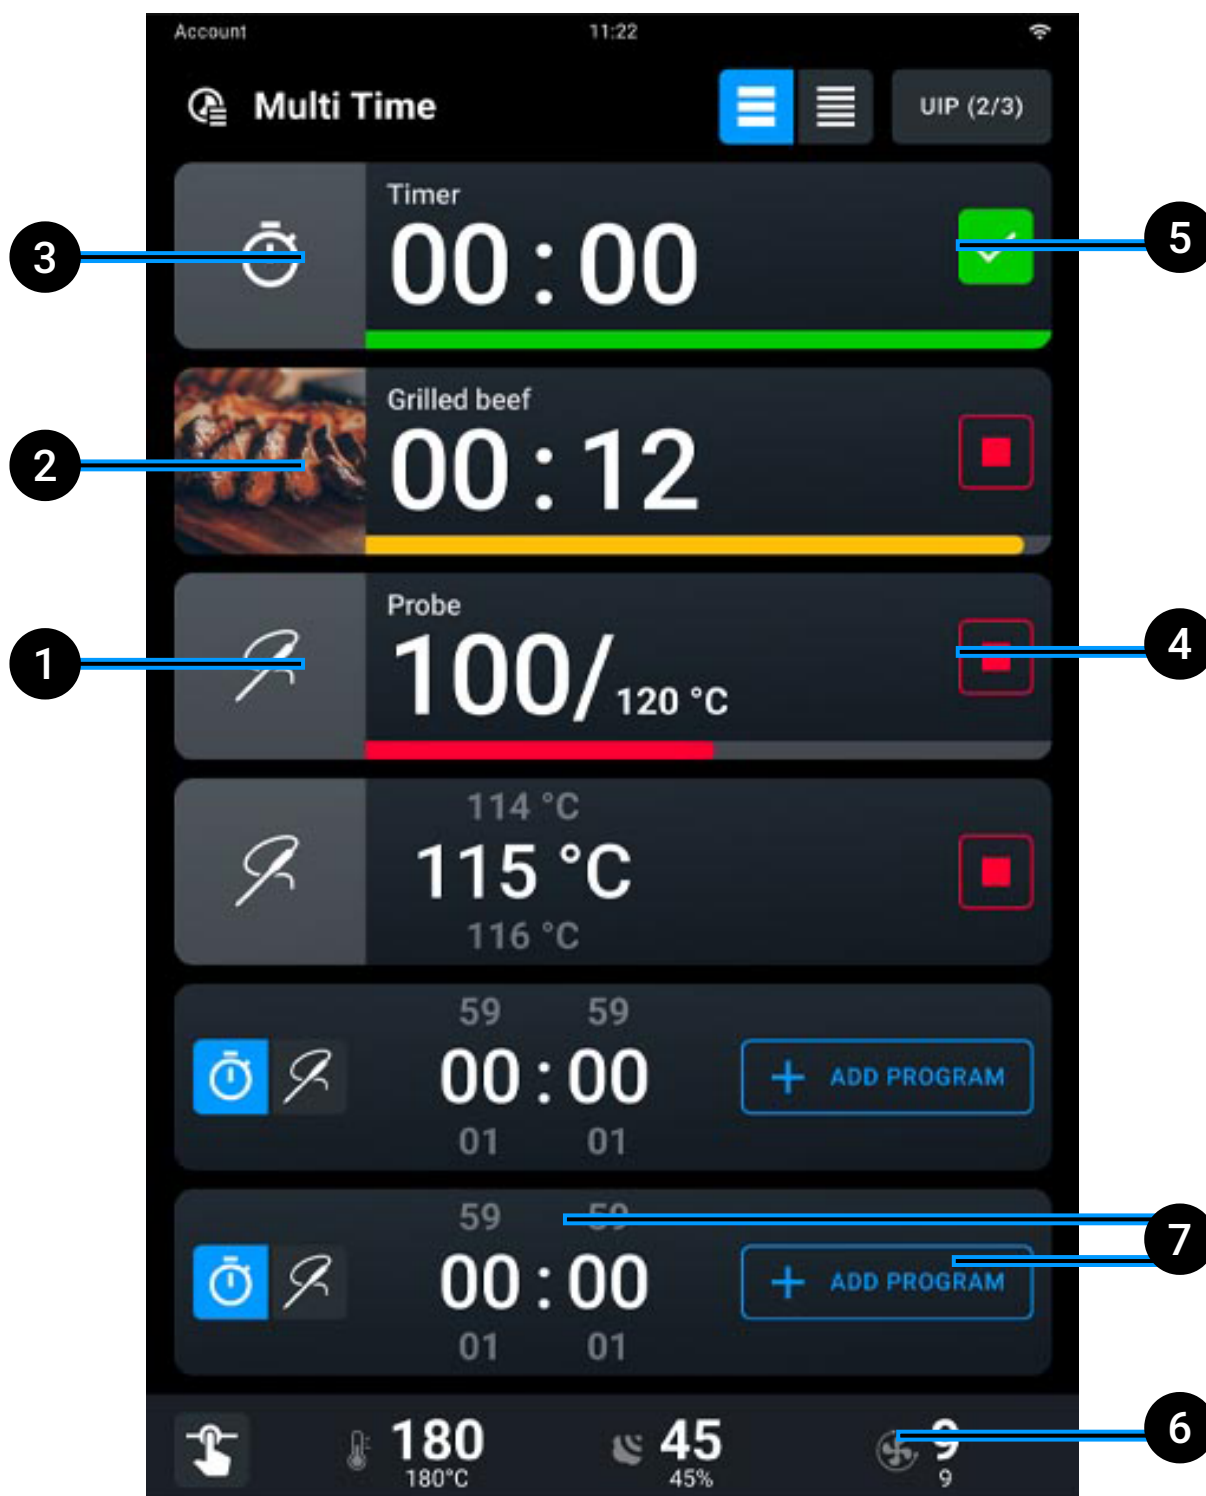 Account 11:22
Multi Time UIP (2/3)
Timer
00 : 00
3
5
Grilled beef
00 : 12
2
Probe
100/ 120 °C
1
4
114 °C
115 °C
116 °C
59 59
00 : 00
+ ADD PROGRAM
01 01
59 59
7
00 : 00
+ ADD PROGRAM
01 01
180 45 9
180°C 45% 9
6